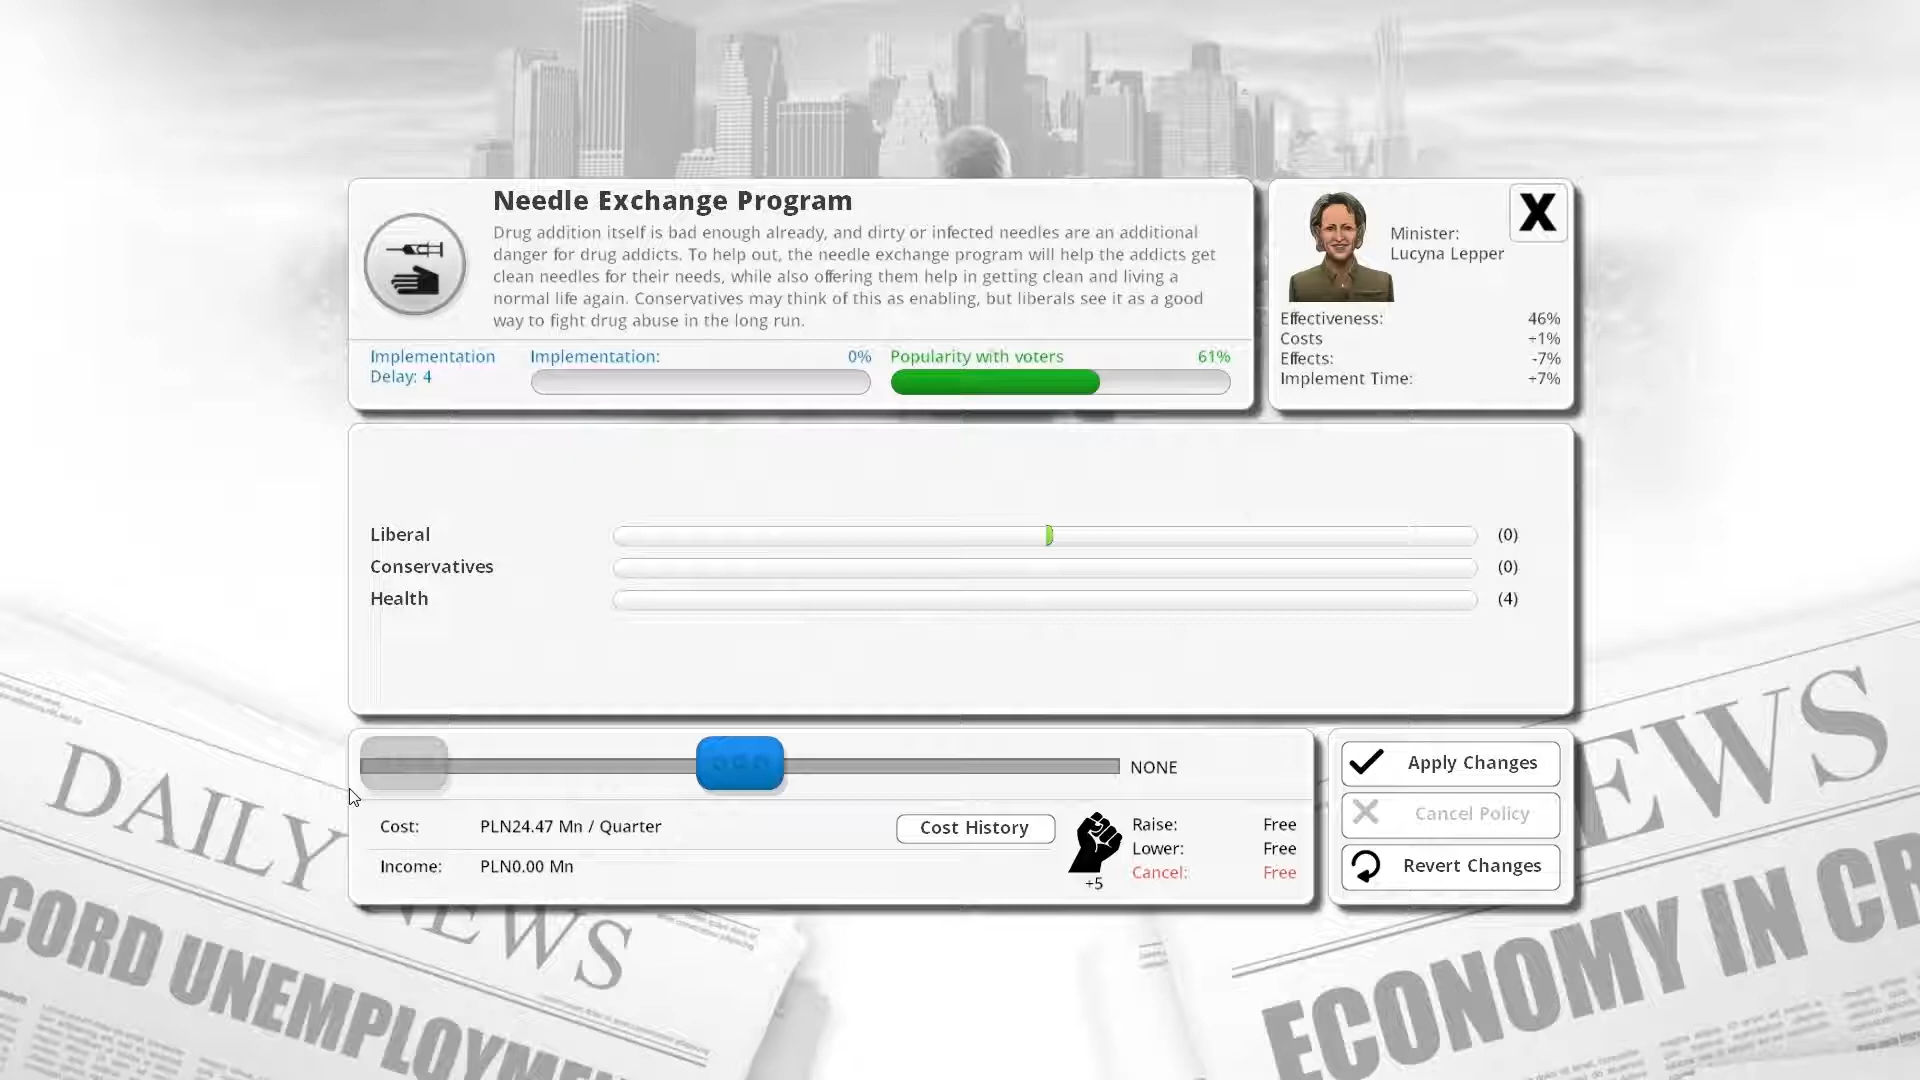 Needle Exchange Program
Drug addition itself is bad enough already, and dirty or infected needles are an additional
danger for drug addicts. To help out, the needle exchange program will help the addicts get
clean needles for their needs, while also offering them help in getting clean and living a
normal life again. Conservatives may think of this as enabling, but liberals see it as a good
way to fight drug abuse in the long run.
Implementation
Delay: 4
Implementation: 0%
Popularity with voters 61%
X
Minister:
Lucyna Lepper
Effectiveness: 46%
Costs +1%
Effects: -7%
Implement Time: +7%
Liberal (0)
Conservatives (0)
Health (4)
NONE
Cost: PLN24.47 Mn / Quarter
Cost History
Income: PLN0.00 Mn
+5
Raise: Free
Lower: Free
Cancel: Free
Apply Changes
Cancel Policy
Revert Changes
DAILY
NEWS
CORD UNEMPLOYME
EWS
ECONOMY IN CR